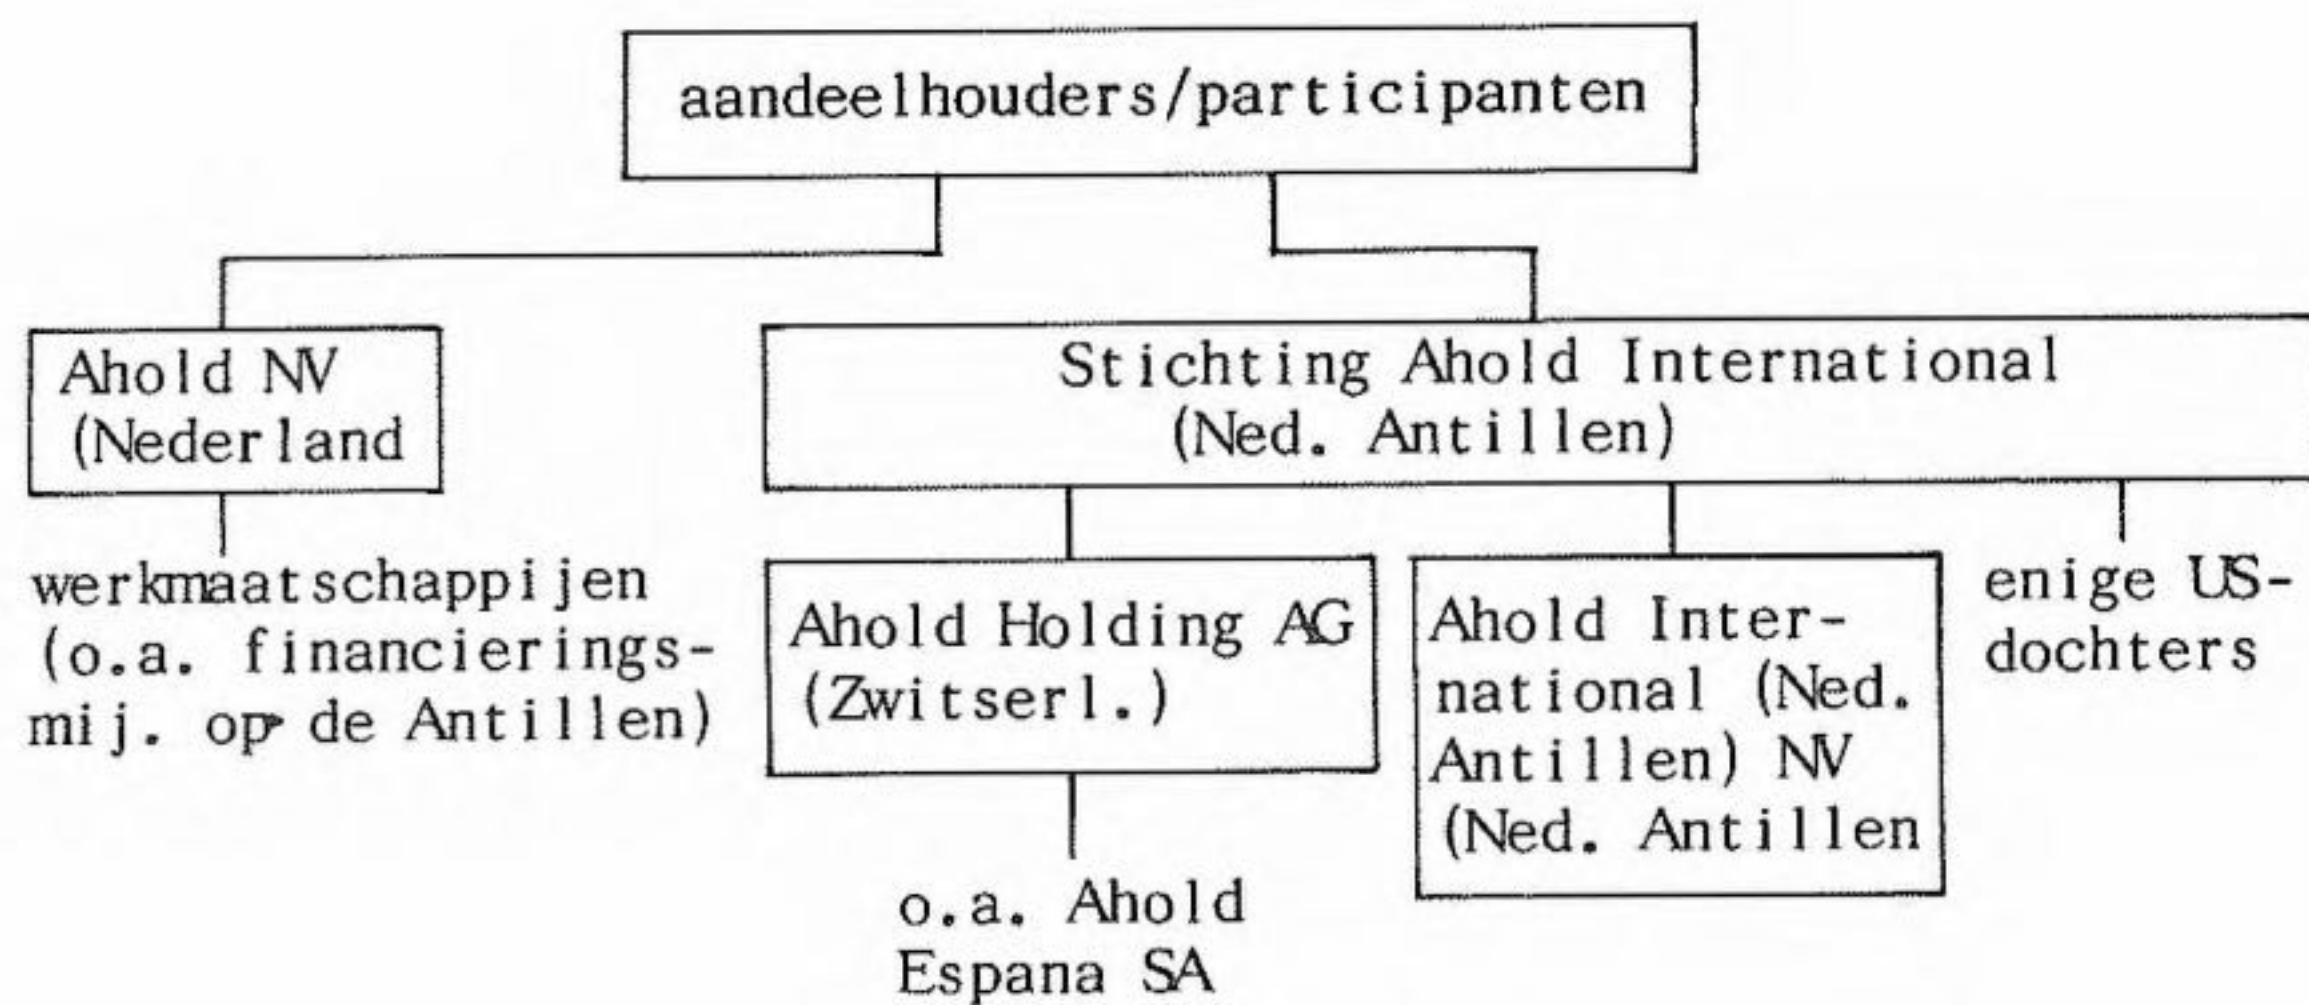 aandeelhouders/participanten
Ahold NV
(Nederland
Stichting Ahold International
(Ned. Antillen)
werkmaatschappijen
(o.a. financierings-
mij. op de Antillen)
Ahold Holding AG
(Zwitserl.)
Ahold Inter-
national (Ned.
Antillen) NV
(Ned. Antillen
enige US-
dochters
o.a. Ahold
Espana SA